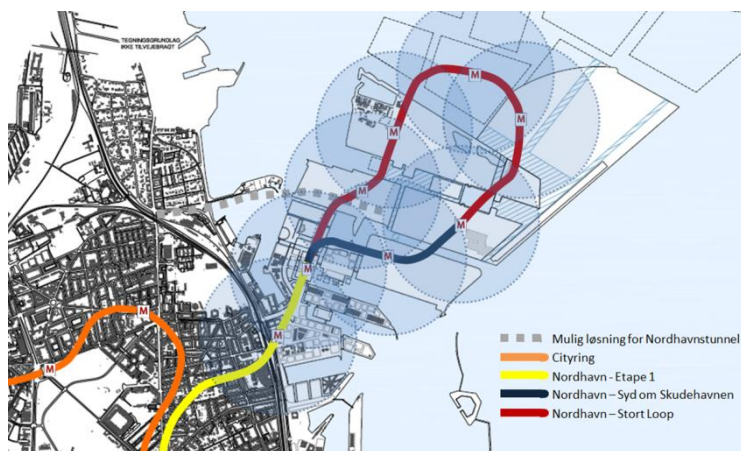 TEGNINGSGRUNDLAG
IKKE TILVEJEBRAGT
M
M
M
M
M
M
M
M
M
M
Mulig løsning for Nordhavnstunnel
Cityring
Nordhavn - Etape 1
Nordhavn – Syd om Skudehavnen
Nordhavn – Stort Loop